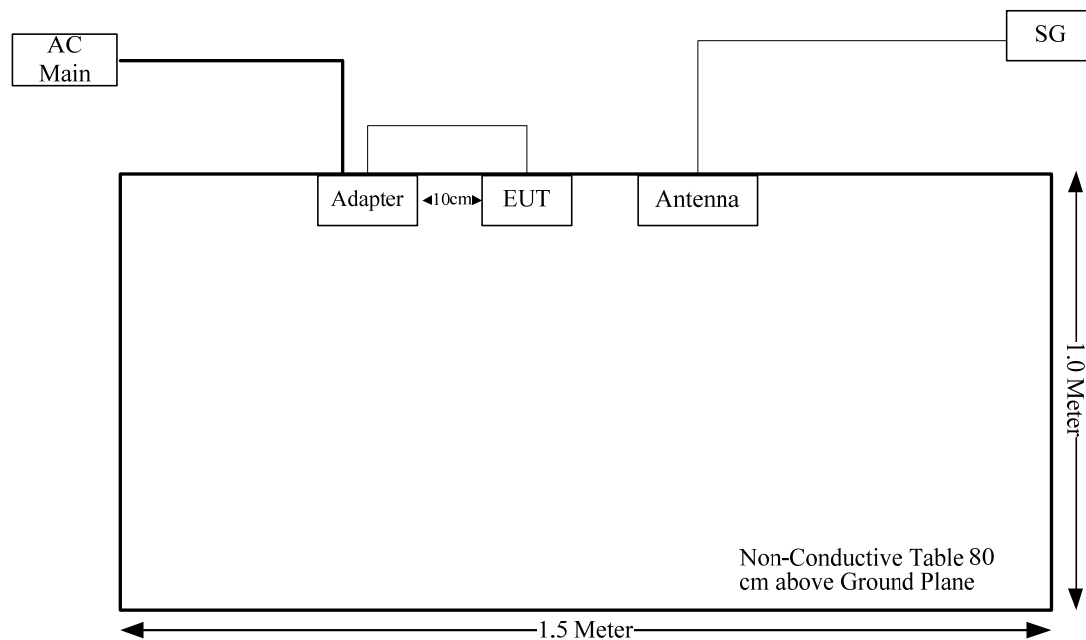 AC
Main
SG
Adapter
10cm
EUT
Antenna
1.0 Meter
Non-Conductive Table 80
cm above Ground Plane
1.5 Meter